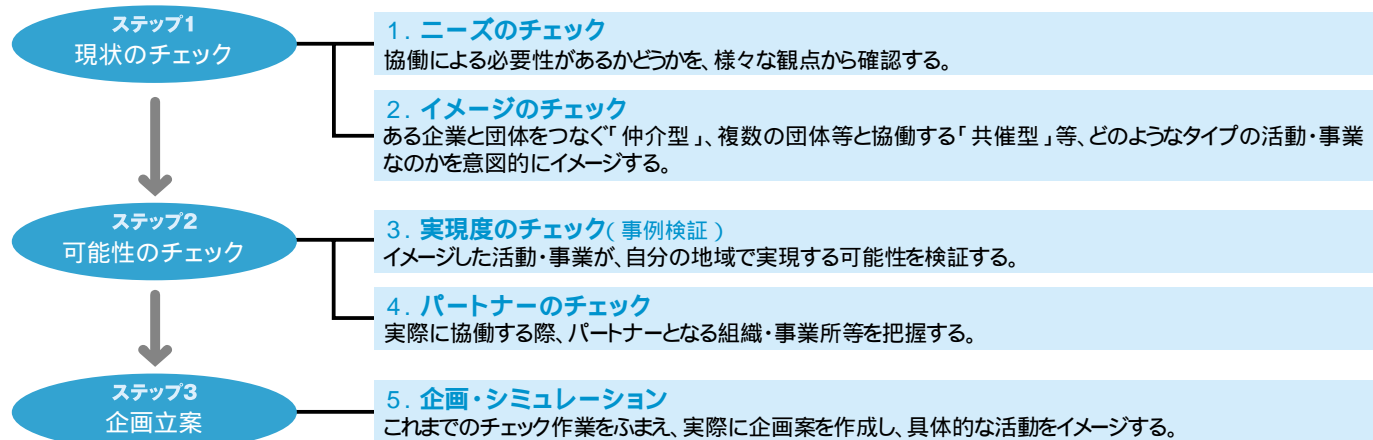 ステップ1
現状のチェック
1. ニーズのチェック
協働による必要性があるかどうかを、様々な観点から確認する。
2. イメージのチェック
ある企業と団体をつなぐ「仲介型」、複数の団体等と協働する「共催型」等、どのようなタイプの活動・事業
なのかを意図的にイメージする。
ステップ2
可能性のチェック
3. 実現度のチェック(事例検証)
イメージした活動・事業が、自分の地域で実現する可能性を検証する。
4. パートナーのチェック
実際に協働する際、パートナーとなる組織・事業所等を把握する。
ステップ3
企画立案
5. 企画・シミュレーション
これまでのチェック作業をふまえ、実際に企画案を作成し、具体的な活動をイメージする。